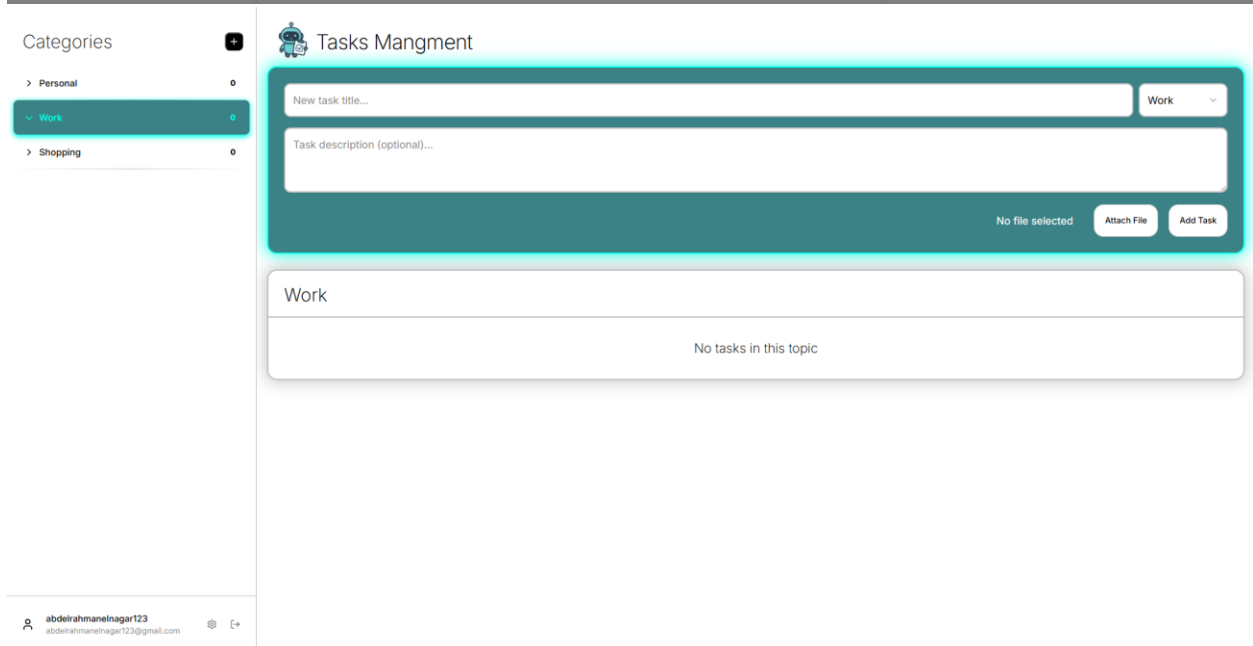 Categories
Personal 0
Work 0
Shopping 0
abdelrahmanelnagar123
abdelrahmanelnagar123@gmail.com
Tasks Mangment
New task title...
Work
Task description (optional)...
No file selected
Attach File
Add Task
Work
No tasks in this topic